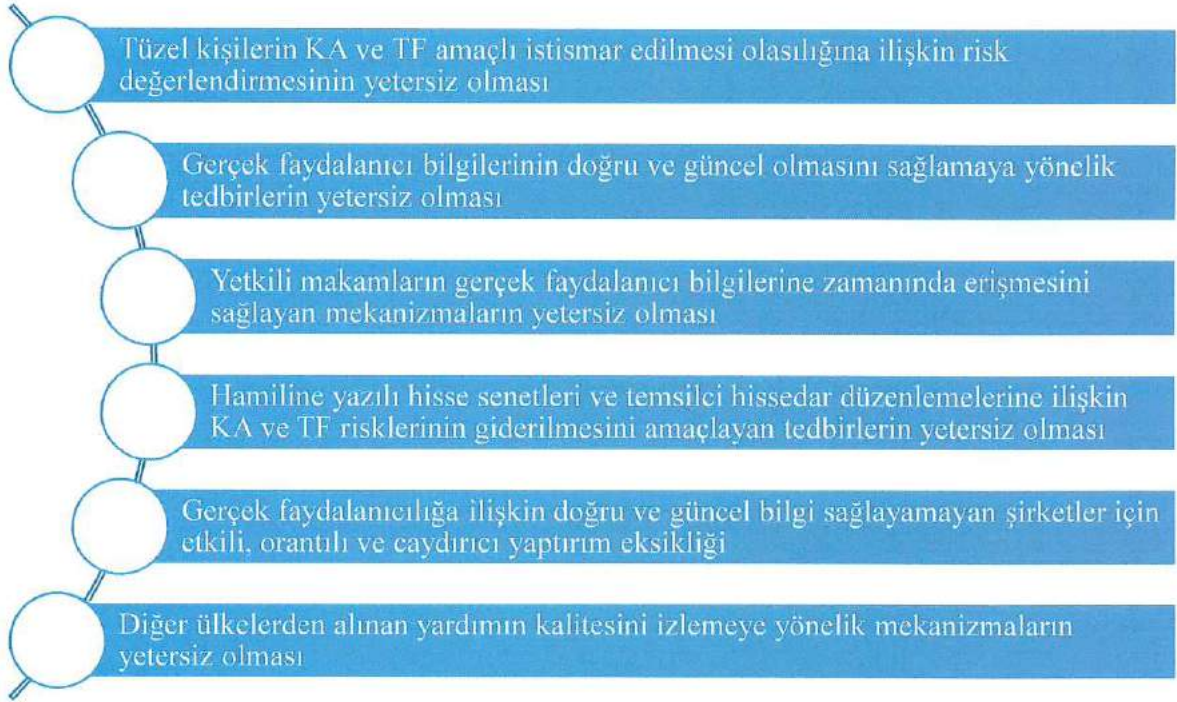 Tüzel kişilerin KA ve TF amaçlı istismar edilmesi olasılığına ilişkin risk
değerlendirmesinin yetersiz olması
Gerçek faydalanıcı bilgilerinin doğru ve güncel olmasını sağlamaya yönelik
tedbirlerin yetersiz olması
Yetkili makamların gerçek faydalanıcı bilgilerine zamanında erişmesini
sağlayan mekanizmaların yetersiz olması
Hamiline yazılı hisse senetleri ve temsilci hissedar düzenlemelerine ilişkin
KA ve TF risklerinin giderilmesini amaçlayan tedbirlerin yetersiz olması
Gerçek faydalanıcılığa ilişkin doğru ve güncel bilgi sağlayamayan şirketler için
etkili, orantılı ve caydırıcı yaptırım eksikliği
Diğer ülkelerden alınan yardımın kalitesini izlemeye yönelik mekanizmaların
yetersiz olması